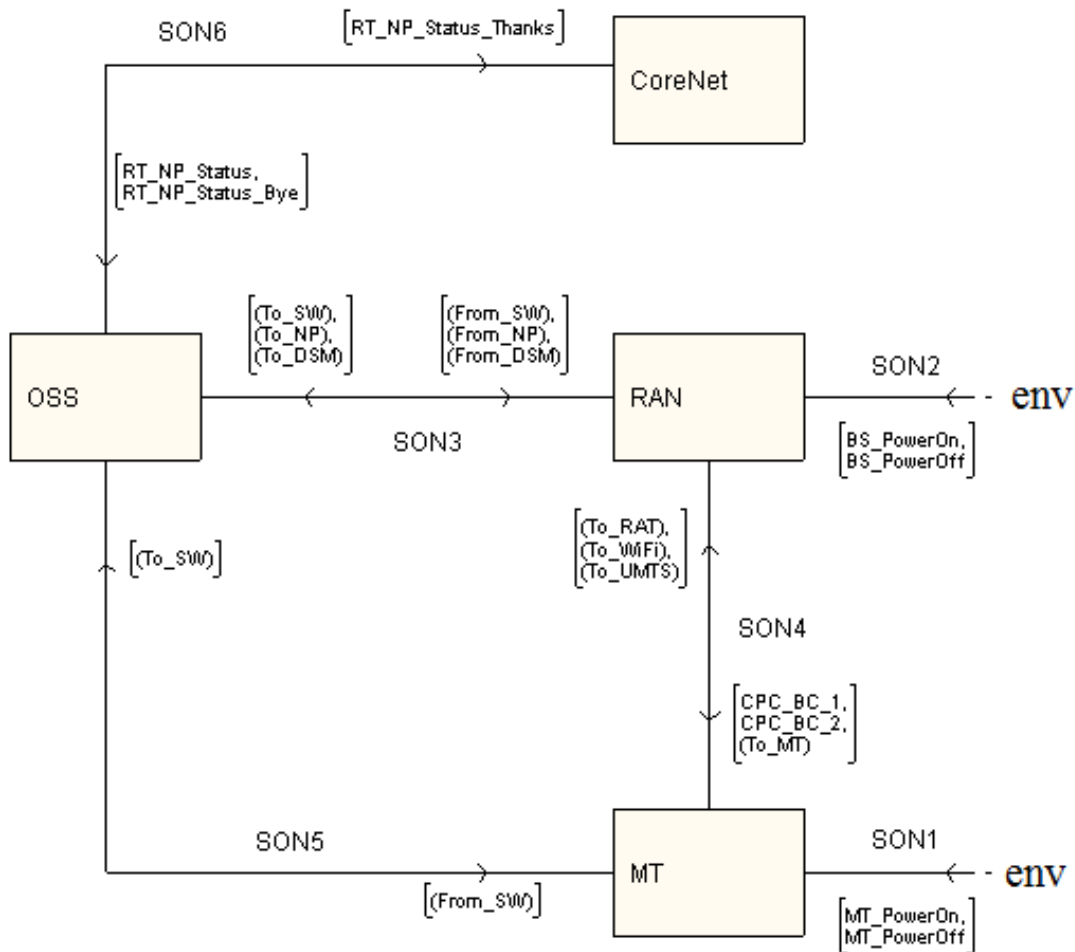 SON6
[RT_NP_Status_Thanks]
CoreNet
[RT_NP_Status,
RT_NP_Status_Bye]
[(To_SW),
(To_NP),
(To_DSM)]
[(From_SW),
(From_NP),
(From_DSM)]
OSS
RAN
SON2
env
SON3
[BS_PowerOn,
BS_PowerOff]
[(To_RAT),
(To_WiFi),
(To_UMTS)]
[(To_SW)]
SON4
[CPC_BC_1,
CPC_BC_2,
(To_MT)]
SON5
MT
SON1
env
[(From_SW)]
[MT_PowerOn,
MT_PowerOff]